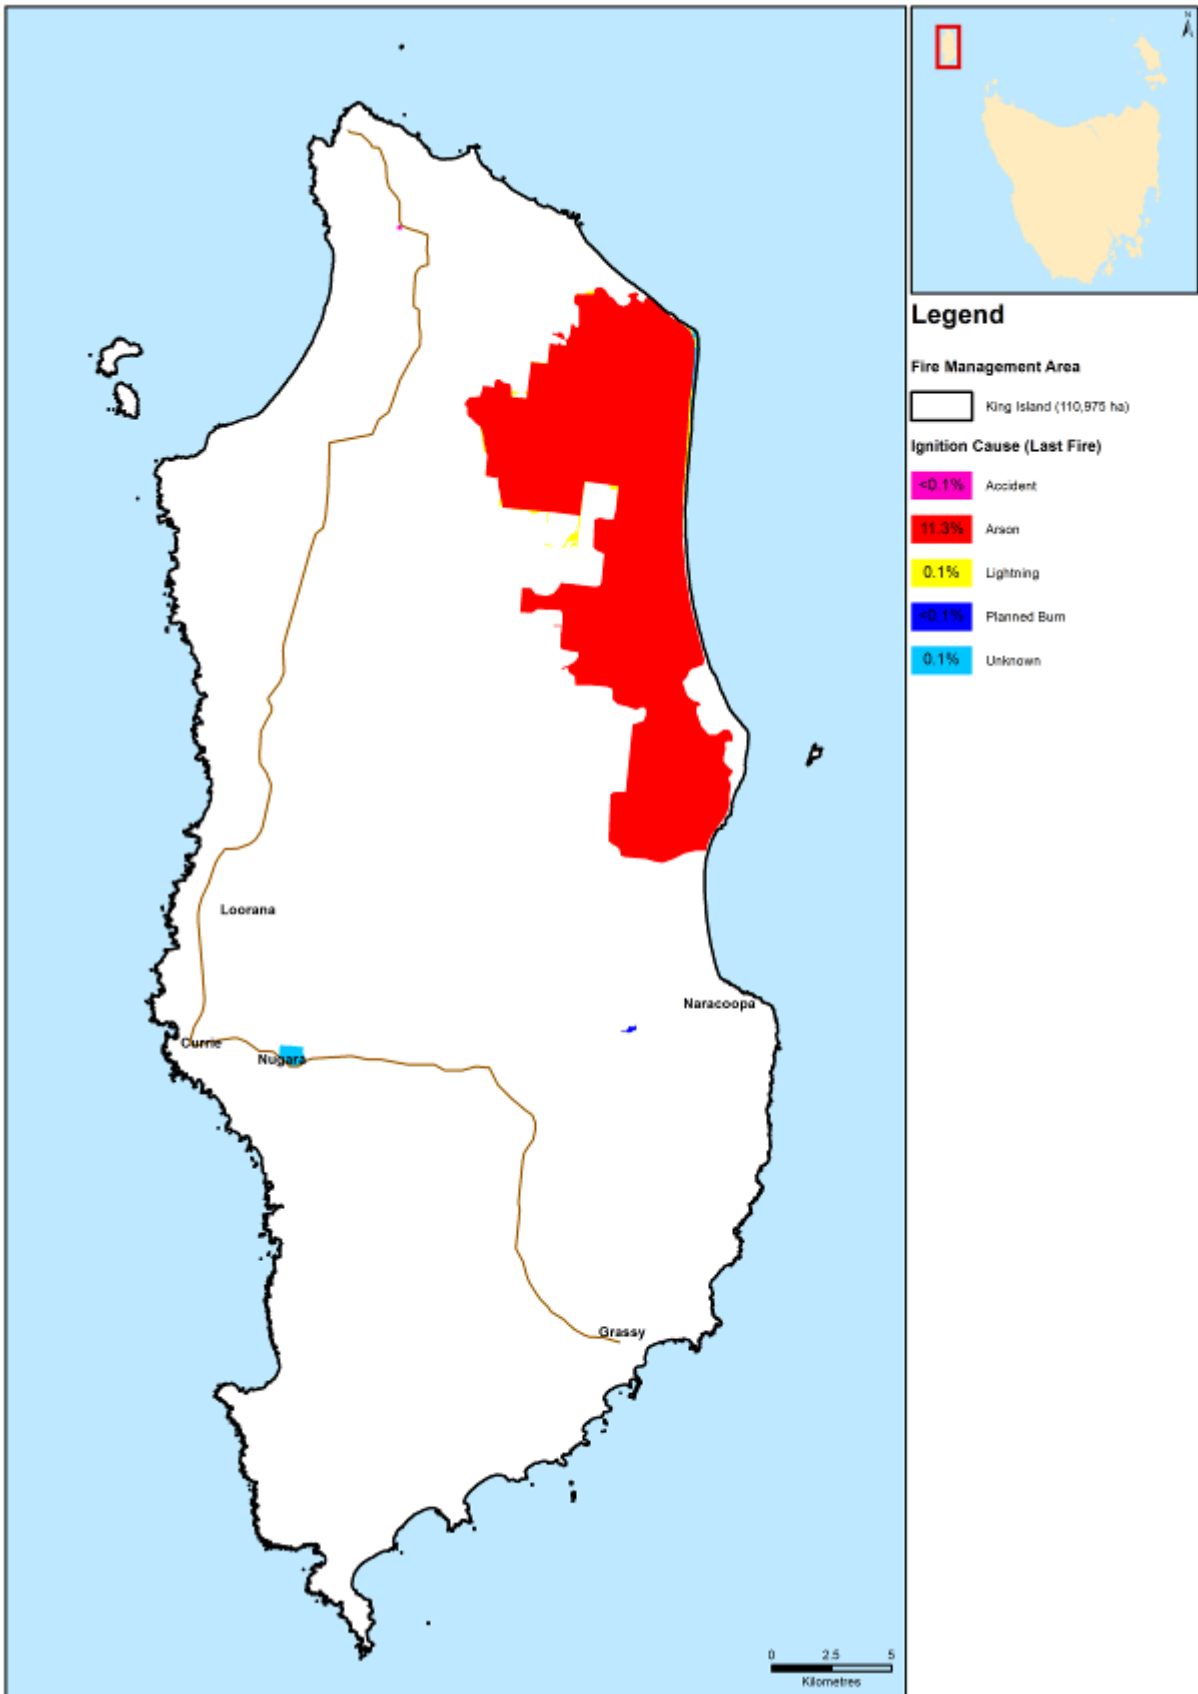 N
Legend
Fire Management Area
King Island (110,975 ha)
Ignition Cause (Last Fire)
<0.1% Accident
11.3% Arson
0.1% Lightning
<0.1% Planned Burn
0.1% Unknown
Loorana
Naracoopa
Currie
Nugara
Grassy
0 2.5 5
Kilometres